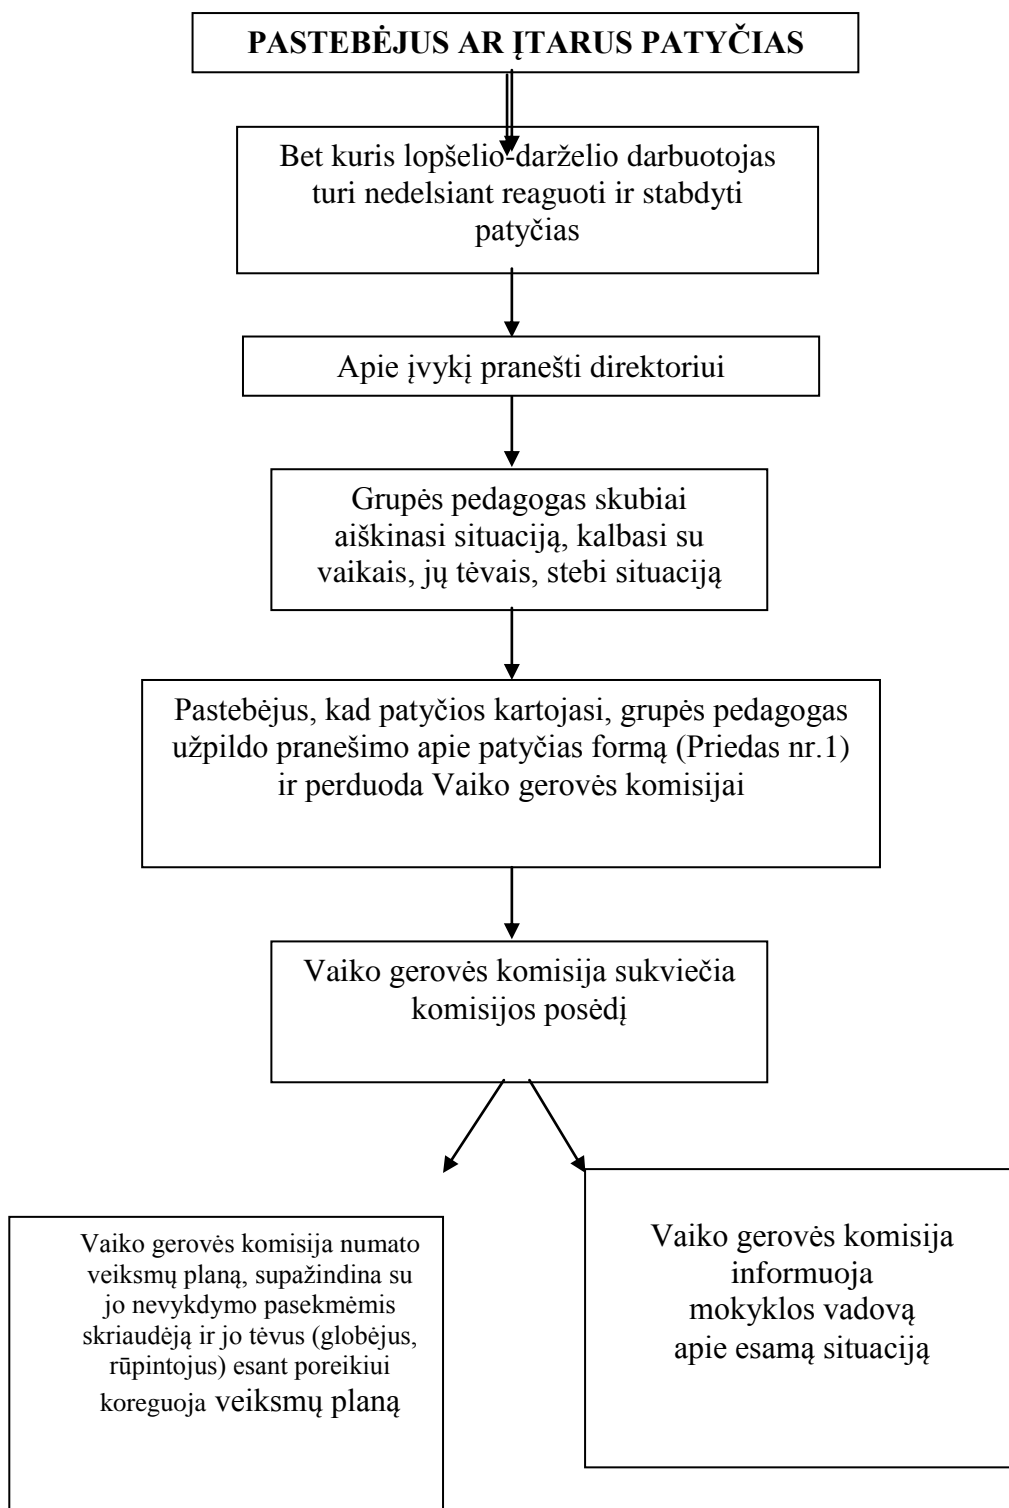 PASTEBĖJUS AR ĮTARUS PATYČIAS
Bet kuris lopšelio-darželio darbuotojas
turi nedelsiant reaguoti ir stabdyti
patyčias
Apie įvykį pranešti direktoriui
Grupės pedagogas skubiai
aiškinasi situaciją, kalbasi su
vaikais, jų tėvais, stebi situaciją
Pastebėjus, kad patyčios kartojasi, grupės pedagogas
užpildo pranešimo apie patyčias formą (Priedas nr.1)
ir perduoda Vaiko gerovės komisijai
Vaiko gerovės komisija sukviečia
komisijos posėdį
Vaiko gerovės komisija numato
veiksmų planą, supažindina su
jo nevykdymo pasekmėmis
skriaudėją ir jo tėvus (globėjus,
rūpintojus) esant poreikiui
koreguoja veiksmų planą
Vaiko gerovės komisija
informuoja
mokyklos vadovą
apie esamą situaciją